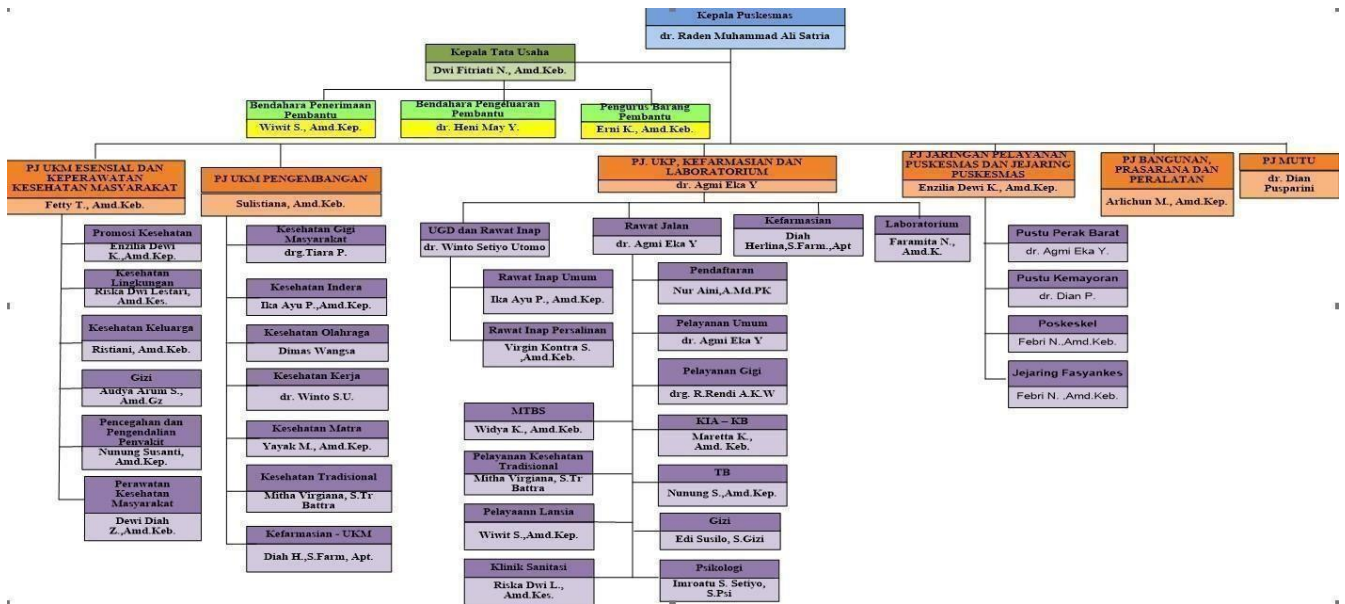 Kepala Puskesmas
dr. Raden Muhammad Ali Satria
Kepala Tata Usaha
Dwi Fitriati N., Amd.Keb.
Bendahara Penerimaan
Pembantu
Wiwit S., Amd.Kep.
Bendahara Pengeluaran
Pembantu
dr. Heni May Y.
Pengurus Barang
Pembantu
Erni K., Amd.Keb.
PJ UKM ESENSIAL DAN
KEPERAWATAN
KESEHATAN MASYARAKAT
Fetty T., Amd.Keb.
Promosi Kesehatan
Enzilia Dewi
K.,Amd.Kep.
Kesehatan
Lingkungan
Riska Dwi Lestari,
Amd.Kes.
Kesehatan Keluarga
Ristiani, Amd.Keb.
Gizi
Audya Arum S.,
Amd.Gz
Pencegahan dan
Pengendalian
Penyakit
Nunung Susanti,
Amd.Kep.
Perawatan
Kesehatan
Masyarakat
Dewi Diah
Z.,Amd.Keb.
PJ UKM PENGEMBANGAN
Sulistiana, Amd.Keb.
Kesehatan Gigi
Masyarakat
drg.Tiara P.
Kesehatan Indera
Ika Ayu P.,Amd.Kep.
Kesehatan Olahraga
Dimas Wangsa
Kesehatan Kerja
dr. Winto S.U.
Kesehatan Matra
Yayak M., Amd.Kep.
Kesehatan Tradisional
Mitha Virgiana, S.Tr
Battra
Kefarmasian - UKM
Diah H.,S.Farm, Apt.
PJ. UKP, KEFARMASIAN DAN
LABORATORIUM
dr. Agmi Eka Y
UGD dan Rawat Inap
dr. Winto Setiyo Utomo
Rawat Inap Umum
Ika Ayu P., Amd.Kep.
Rawat Inap Persalinan
Virgin Kontra S.
,Amd.Keb.
Rawat Jalan
dr. Agmi Eka Y
MTBS
Widya K., Amd.Keb.
Pelayanan Kesehatan
Tradisional
Mitha Virgiana, S.Tr
Battra
Pelayaann Lansia
Wiwit S.,Amd.Kep.
Klinik Sanitasi
Riska Dwi L.,
Amd.Kes.
Pendaftaran
Nur Aini,A.Md.PK
Pelayanan Umum
dr. Agmi Eka Y
Pelayanan Gigi
drg. R.Rendi A.K.W
KIA – KB
Maretta K.,
Amd. Keb.
TB
Nunung S.,Amd.Kep.
Gizi
Edi Susilo, S.Gizi
Psikologi
Imroatu S. Setiyo,
S.Psi
Kefarmasian
Diah
Herlina,S.Farm.,Apt
Laboratorium
Faramita N.,
Amd.K.
PJ JARINGAN PELAYANAN
PUSKESMAS DAN JEJARING
PUSKESMAS
Enzilia Dewi K., Amd.Kep.
Pustu Perak Barat
dr. Agmi Eka Y.
Pustu Kemayoran
dr. Dian P.
Poskeskel
Febri N.,Amd.Keb.
Jejaring Fasyankes
Febri N. ,Amd.Keb.
PJ BANGUNAN,
PRASARANA DAN
PERALATAN
Arlichun M., Amd.Kep.
PJ MUTU
dr. Dian
Pusparini